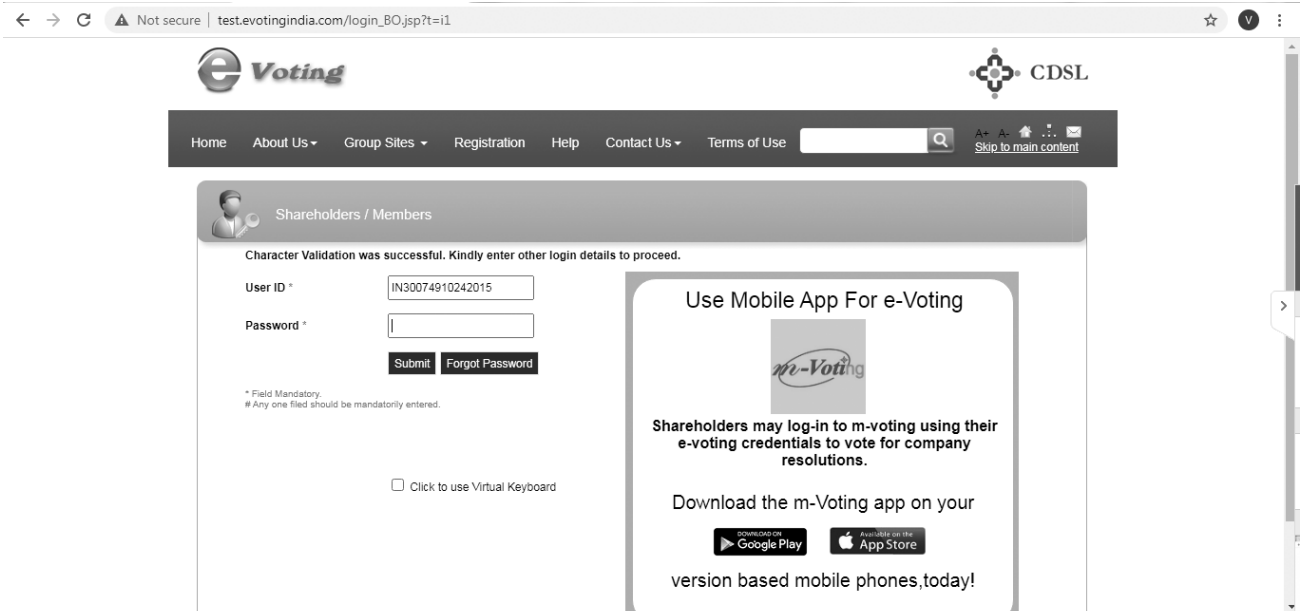 Not secure | test.evotingindia.com/login_BO.jsp?t=i1
V
e Voting
CDSL
Home About Us Group Sites Registration Help Contact Us Terms of Use
A+ A-
Skip to main content
Shareholders / Members
Character Validation was successful. Kindly enter other login details to proceed.
User ID *
IN30074910242015
Password *
Submit Forgot Password
* Field Mandatory.
# Any one filed should be mandatorily entered.
Click to use Virtual Keyboard
Use Mobile App For e-Voting
m-Voting
Shareholders may log-in to m-voting using their
e-voting credentials to vote for company
resolutions.
Download the m-Voting app on your
DOWNLOAD ON
Google Play
Available on the
App Store
version based mobile phones,today!